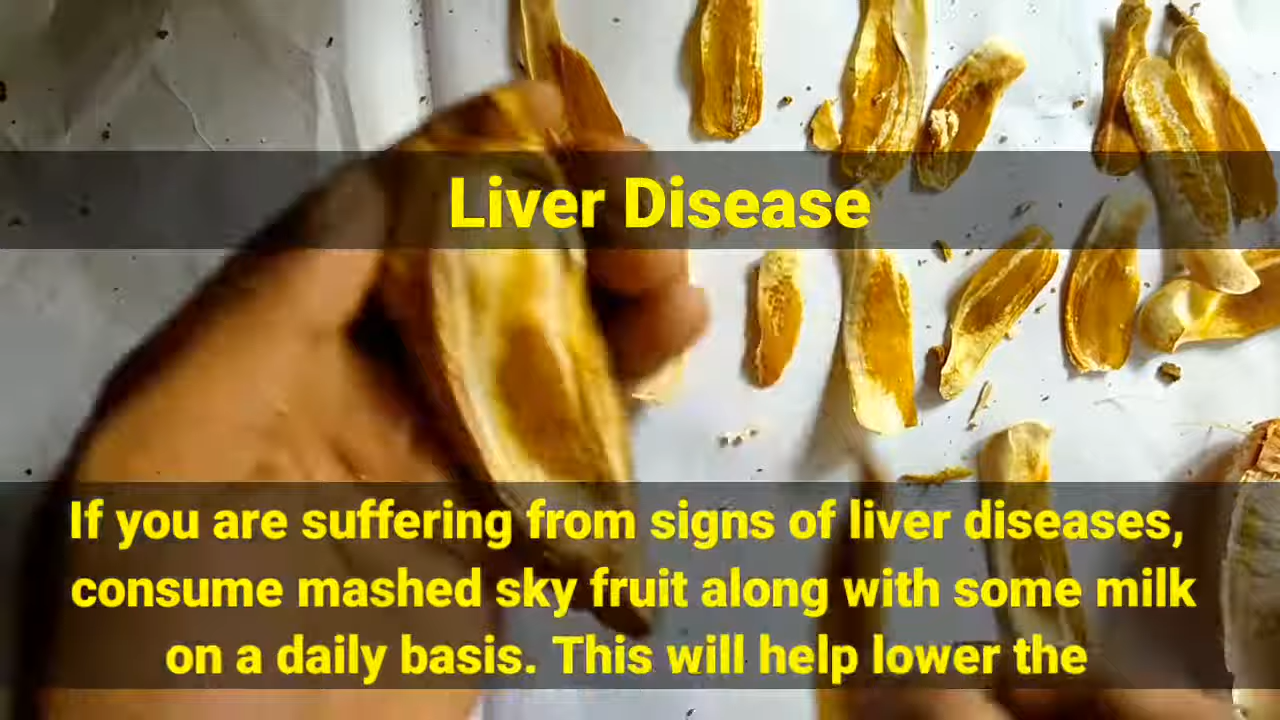 Liver Disease
If you are suffering from signs of liver diseases,
consume mashed sky fruit along with some milk
on a daily basis. This will help lower the